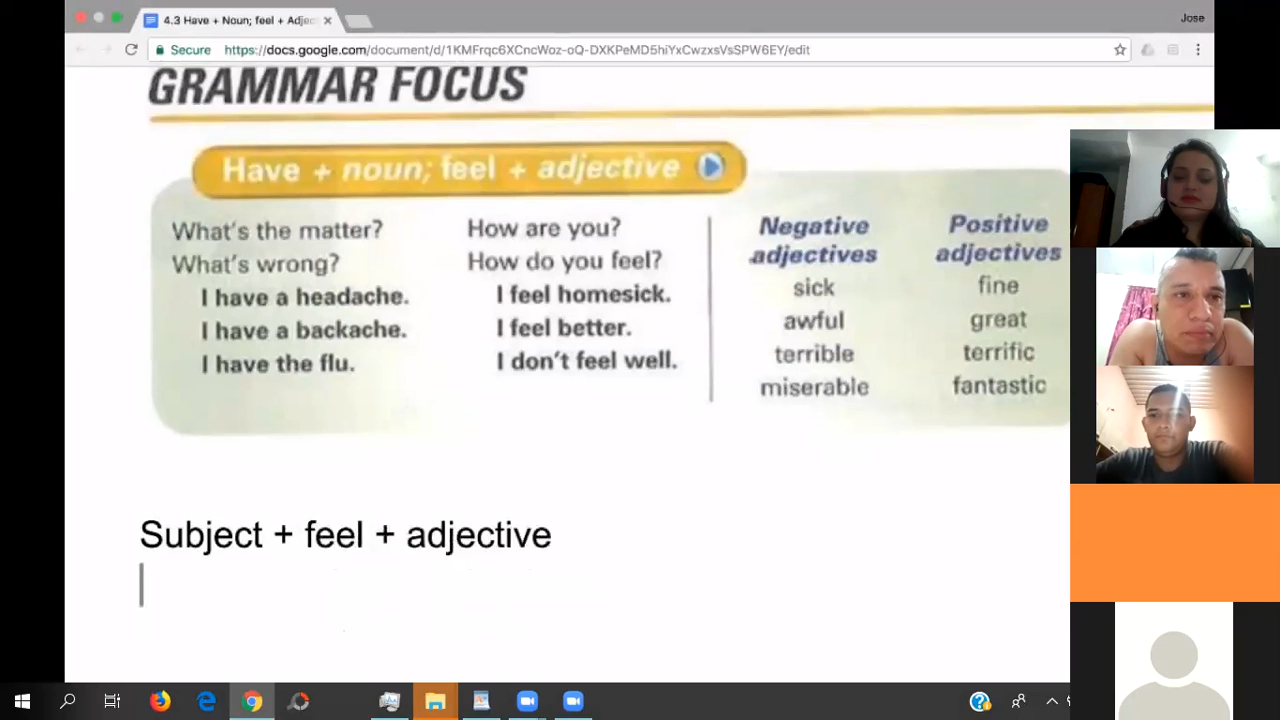 4.3 Have + Noun; feel + Adjec
Jose
Secure https://docs.google.com/document/d/1KMFrqc6XCncWoz-oQ-DXKPeMD5hiYxCwzxsVsSPW6EY/edit
GRAMMAR FOCUS
Have + noun; feel + adjective
What's the matter?
What's wrong?
I have a headache.
I have a backache.
I have the flu.
How are you?
How do you feel?
I feel homesick.
I feel better.
I don't feel well.
Negative
adjectives
sick
awful
terrible
miserable
Positive
adjectives
fine
great
terrific
fantastic
Subject + feel + adjective